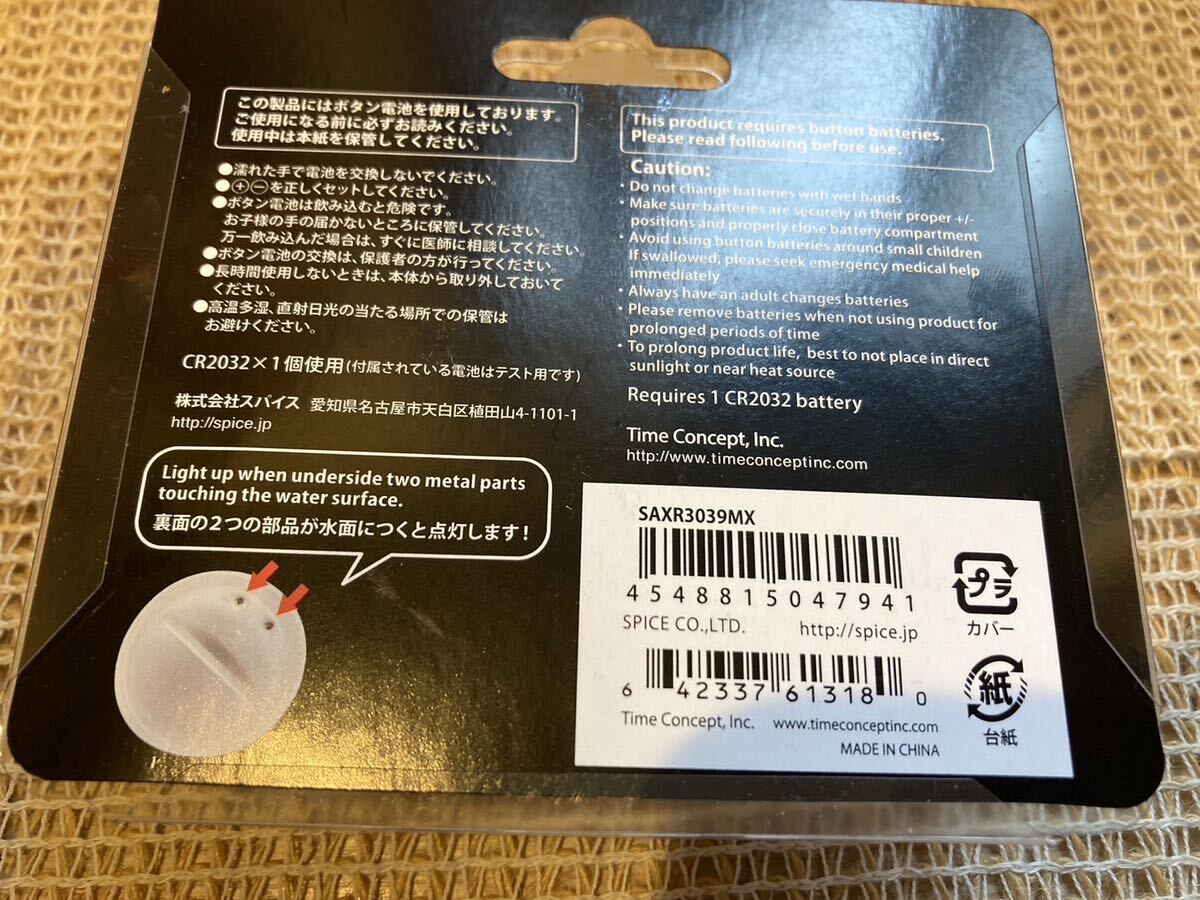 この製品にはボタン電池を使用しております。
ご使用になる前に必ずお読みください。
使用中は本紙を保管してください。
●濡れた手で電池を交換しないでください。
●⊕⊖を正しくセットしてください。
●ボタン電池は飲み込むと危険です。
お子様の手の届かないところに保管してください。
万一飲み込んだ場合は、すぐに医師に相談してください。
●ボタン電池の交換は、保護者の方が行ってください。
●長時間使用しないときは、本体から取り外しておいて
ください。
●高温多湿、直射日光の当たる場所での保管は
お避けください。
CR2032×1個使用(付属されている電池はテスト用です)
株式会社スパイス 愛知県名古屋市天白区植田山4-1101-1
http://spice.jp
Light up when underside two metal parts
touching the water surface.
裏面の2つの部品が水面につくと点灯します!
This product requires button batteries.
Please read following before use.
Caution:
・Do not change batteries with wet hands
・Make sure batteries are securely in their proper +/-
positions and properly close battery compartment
・Avoid using button batteries around small children
If swallowed, please seek emergency medical help
immediately
・Always have an adult changes batteries
・Please remove batteries when not using product for
prolonged periods of time
・To prolong product life, best to not place in direct
sunlight or near heat source
Requires 1 CR2032 battery
Time Concept, Inc.
http://www.timeconceptinc.com
SAXR3039MX
4548815047941
SPICE CO.,LTD. http://spice.jp
6 42337 61318 0
Time Concept, Inc. www.timeconceptinc.com
MADE IN CHINA
プラ
カバー
紙
台紙